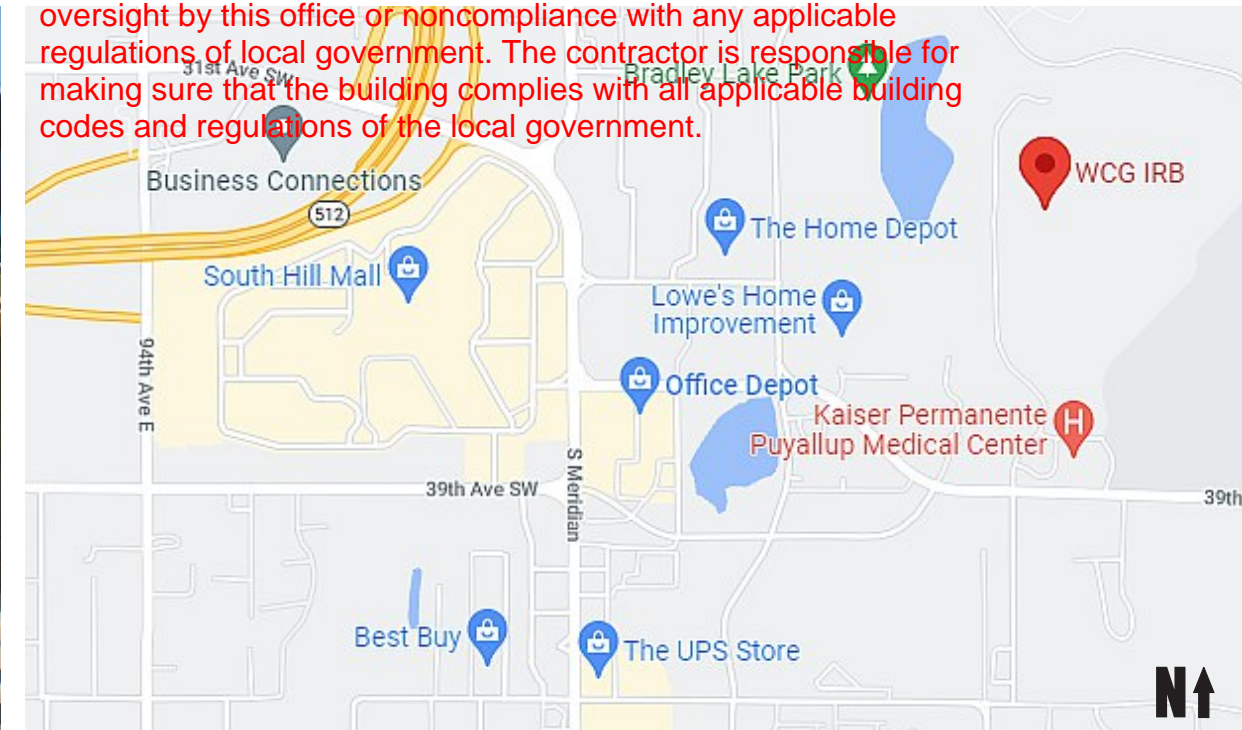 oversight by this office or noncompliance with any applicable
regulations of local government. The contractor is responsible for
making sure that the building complies with all applicable building
codes and regulations of the local government.
31st Ave SW
Bradley Lake Park
Business Connections
WCG IRB
512
The Home Depot
South Hill Mall
Lowe's Home
Improvement
94th Ave E
Office Depot
Kaiser Permanente
Puyallup Medical Center
H
S Meridian
39th Ave SW
39th
Best Buy
The UPS Store
N